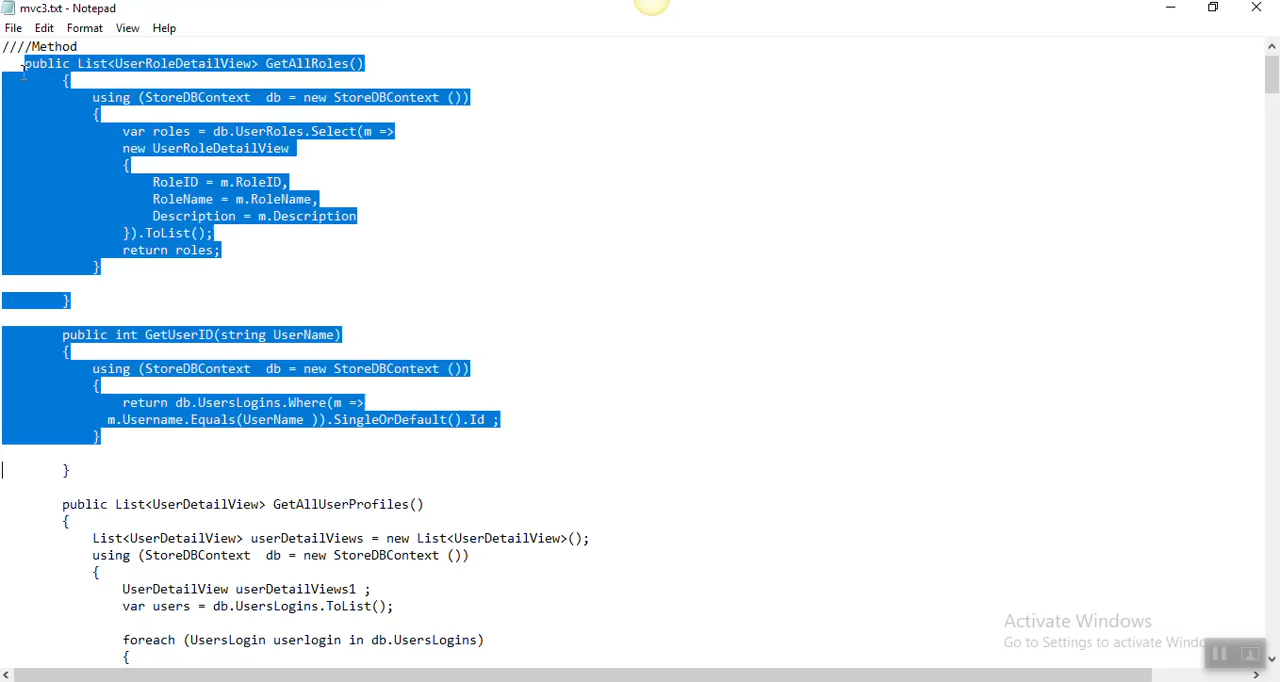 mvc3.txt - Notepad
File Edit Format View Help
////Method
public List<UserRoleDetailView> GetAllRoles()
{
using (StoreDBContext  db = new StoreDBContext ())
{
var roles = db.UserRoles.Select(m =>
new UserRoleDetailView
{
RoleID = m.RoleID,
RoleName = m.RoleName,
Description = m.Description
}).ToList();
return roles;
}
}
public int GetUserID(string UserName)
{
using (StoreDBContext  db = new StoreDBContext ())
{
return db.UsersLogins.Where(m =>
m.Username.Equals(UserName )).SingleOrDefault().Id ;
}
}
public List<UserDetailView> GetAllUserProfiles()
{
List<UserDetailView> userDetailViews = new List<UserDetailView>();
using (StoreDBContext  db = new StoreDBContext ())
{
UserDetailView userDetailViews1 ;
var users = db.UsersLogins.ToList();
foreach (UsersLogin userlogin in db.UsersLogins)
{
Activate Windows
Go to Settings to activate